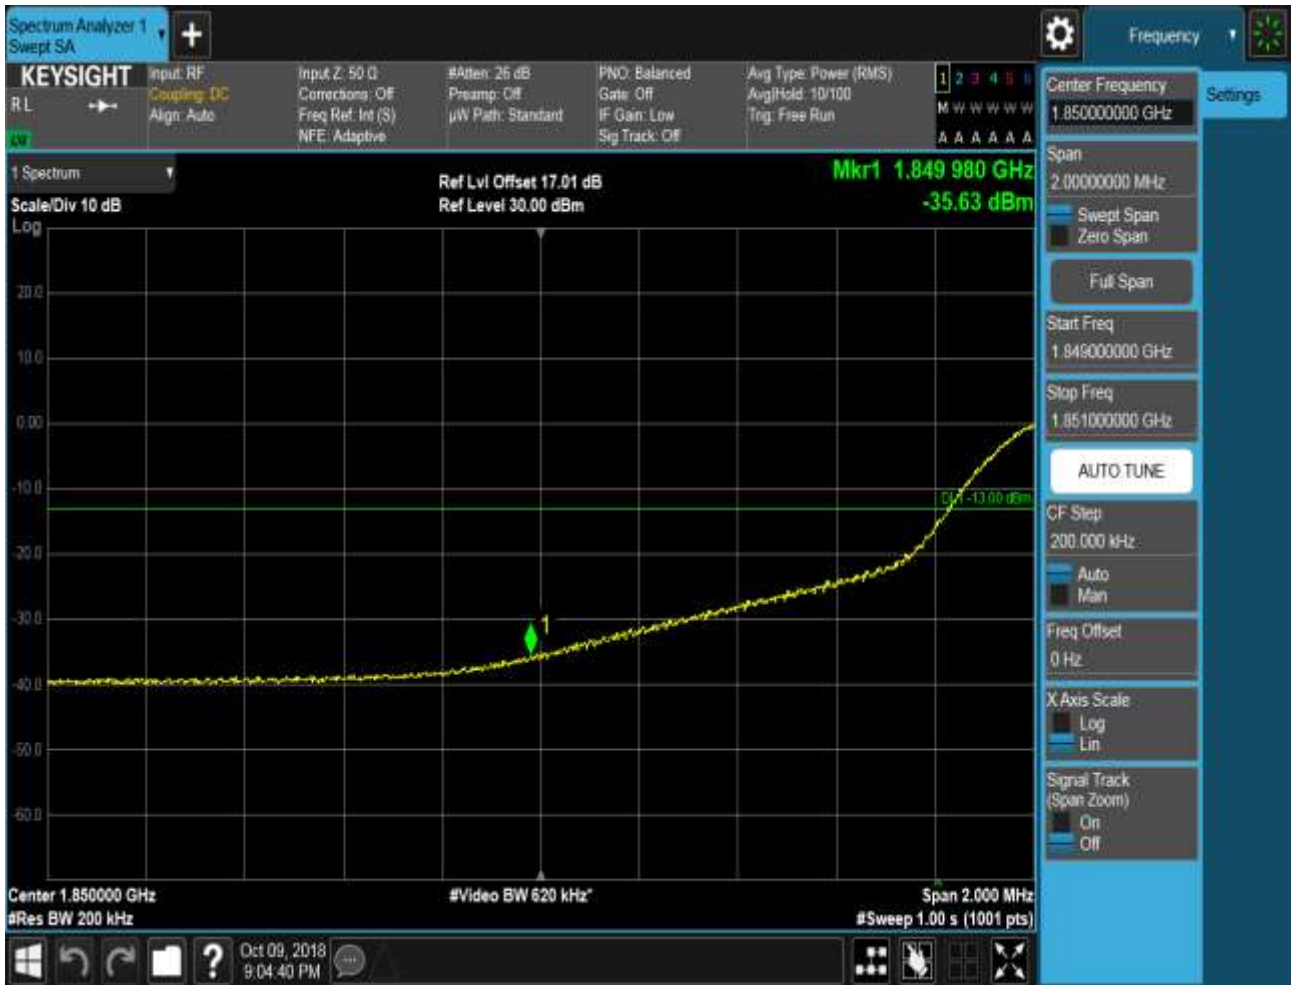 Spectrum Analyzer 1
Swept SA
Frequency
KEYSIGHT
RL
Input: RF
Coupling: DC
Align: Auto
Input Z: 50 Ω
Corrections: Off
Freq Ref: Int (S)
NFE: Adaptive
#Atten: 26 dB
Preamp: Off
µW Path: Standard
PNO: Balanced
Gate: Off
IF Gain: Low
Sig Track: Off
Avg Type: Power (RMS)
Avg|Hold: 10/100
Trig: Free Run
1 2 3 4 5 6
M W W W W W
A A A A A A
1 Spectrum
Scale/Div 10 dB
Log
Ref Lvl Offset 17.01 dB
Ref Level 30.00 dBm
Mkr1 1.849 980 GHz
-35.63 dBm
20.0
10.0
0.00
-10.0
-20.0
-30.0
-40.0
-50.0
-60.0
DL1 -13.00 dBm
1
Center 1.850000 GHz
#Res BW 200 kHz
#Video BW 620 kHz*
Span 2.000 MHz
#Sweep 1.00 s (1001 pts)
Center Frequency
1.850000000 GHz
Settings
Span
2.00000000 MHz
Swept Span
Zero Span
Full Span
Start Freq
1.849000000 GHz
Stop Freq
1.851000000 GHz
AUTO TUNE
CF Step
200.000 kHz
Auto
Man
Freq Offset
0 Hz
X Axis Scale
Log
Lin
Signal Track
(Span Zoom)
On
Off
?
Oct 09, 2018
9:04:40 PM